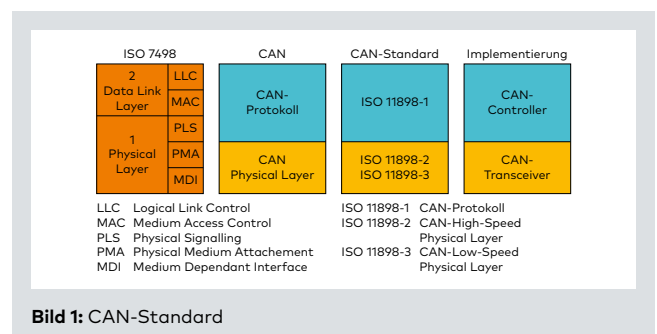 ISO 7498
CAN
CAN-Standard
Implementierung
2
Data Link
Layer
LLC
MAC
1
Physical
Layer
PLS
PMA
MDI
CAN-
Protokoll
CAN
Physical Layer
ISO 11898-1
ISO 11898-2
ISO 11898-3
CAN-
Controller
CAN-
Transceiver
LLC Logical Link Control
MAC Medium Access Control
PLS Physical Signalling
PMA Physical Medium Attachement
MDI Medium Dependant Interface
ISO 11898-1 CAN-Protokoll
ISO 11898-2 CAN-High-Speed
Physical Layer
ISO 11898-3 CAN-Low-Speed
Physical Layer
Bild 1: CAN-Standard